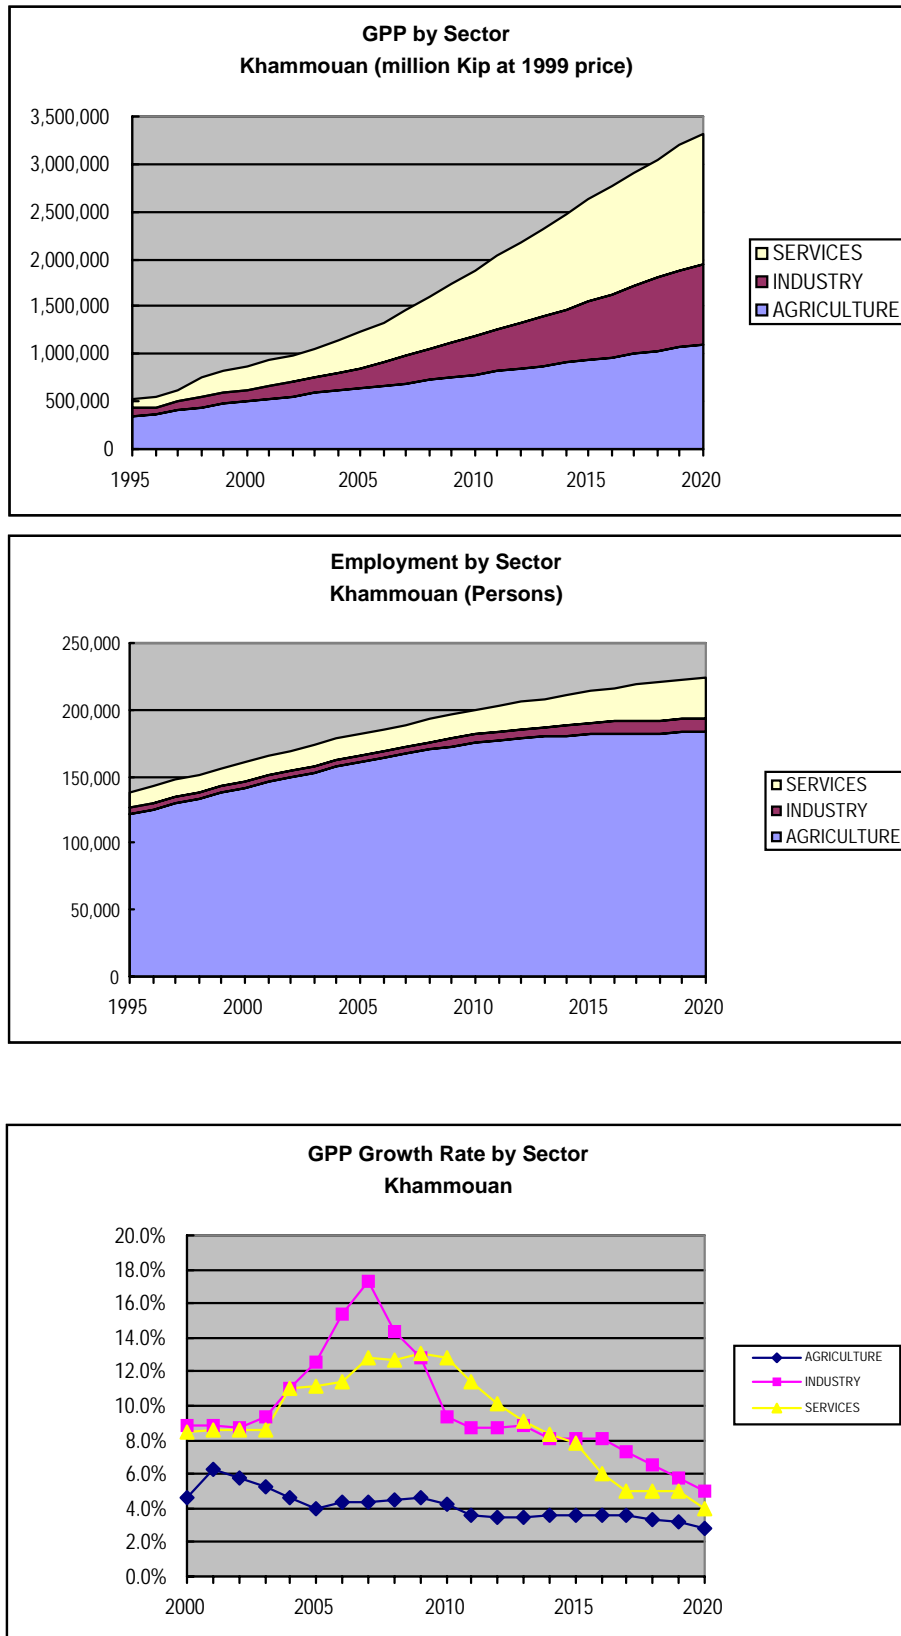 GPP by Sector
Khammouan (million Kip at 1999 price)
3,500,000
3,000,000
2,500,000
2,000,000
1,500,000
1,000,000
500,000
0
1995 2000 2005 2010 2015 2020
SERVICES
INDUSTRY
AGRICULTURE
Employment by Sector
Khammouan (Persons)
250,000
200,000
150,000
100,000
50,000
0
1995 2000 2005 2010 2015 2020
SERVICES
INDUSTRY
AGRICULTURE
GPP Growth Rate by Sector
Khammouan
20.0%
18.0%
16.0%
14.0%
12.0%
10.0%
8.0%
6.0%
4.0%
2.0%
0.0%
2000 2005 2010 2015 2020
AGRICULTURE
INDUSTRY
SERVICES